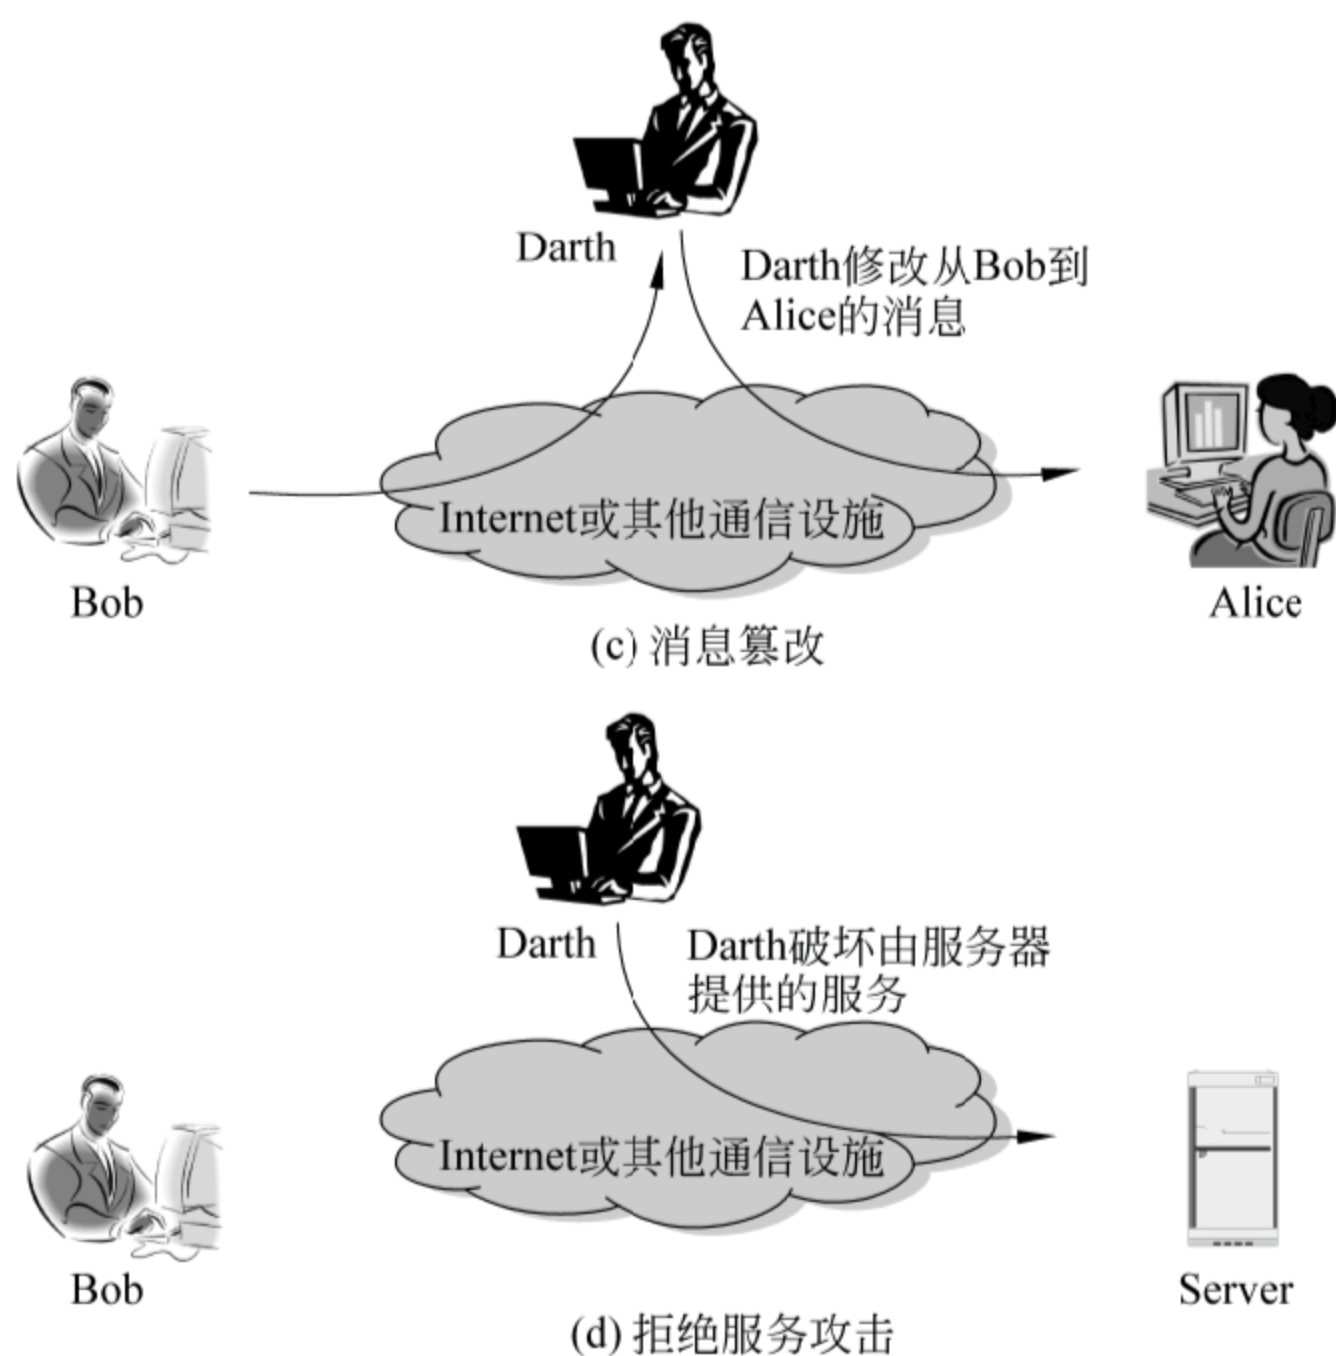 Darth
Darth修改从Bob到
Alice的消息
Internet或其他通信设施
Bob
Alice
(c) 消息篡改
Darth
Darth破坏由服务器
提供的服务
Internet或其他通信设施
Bob
Server
(d) 拒绝服务攻击